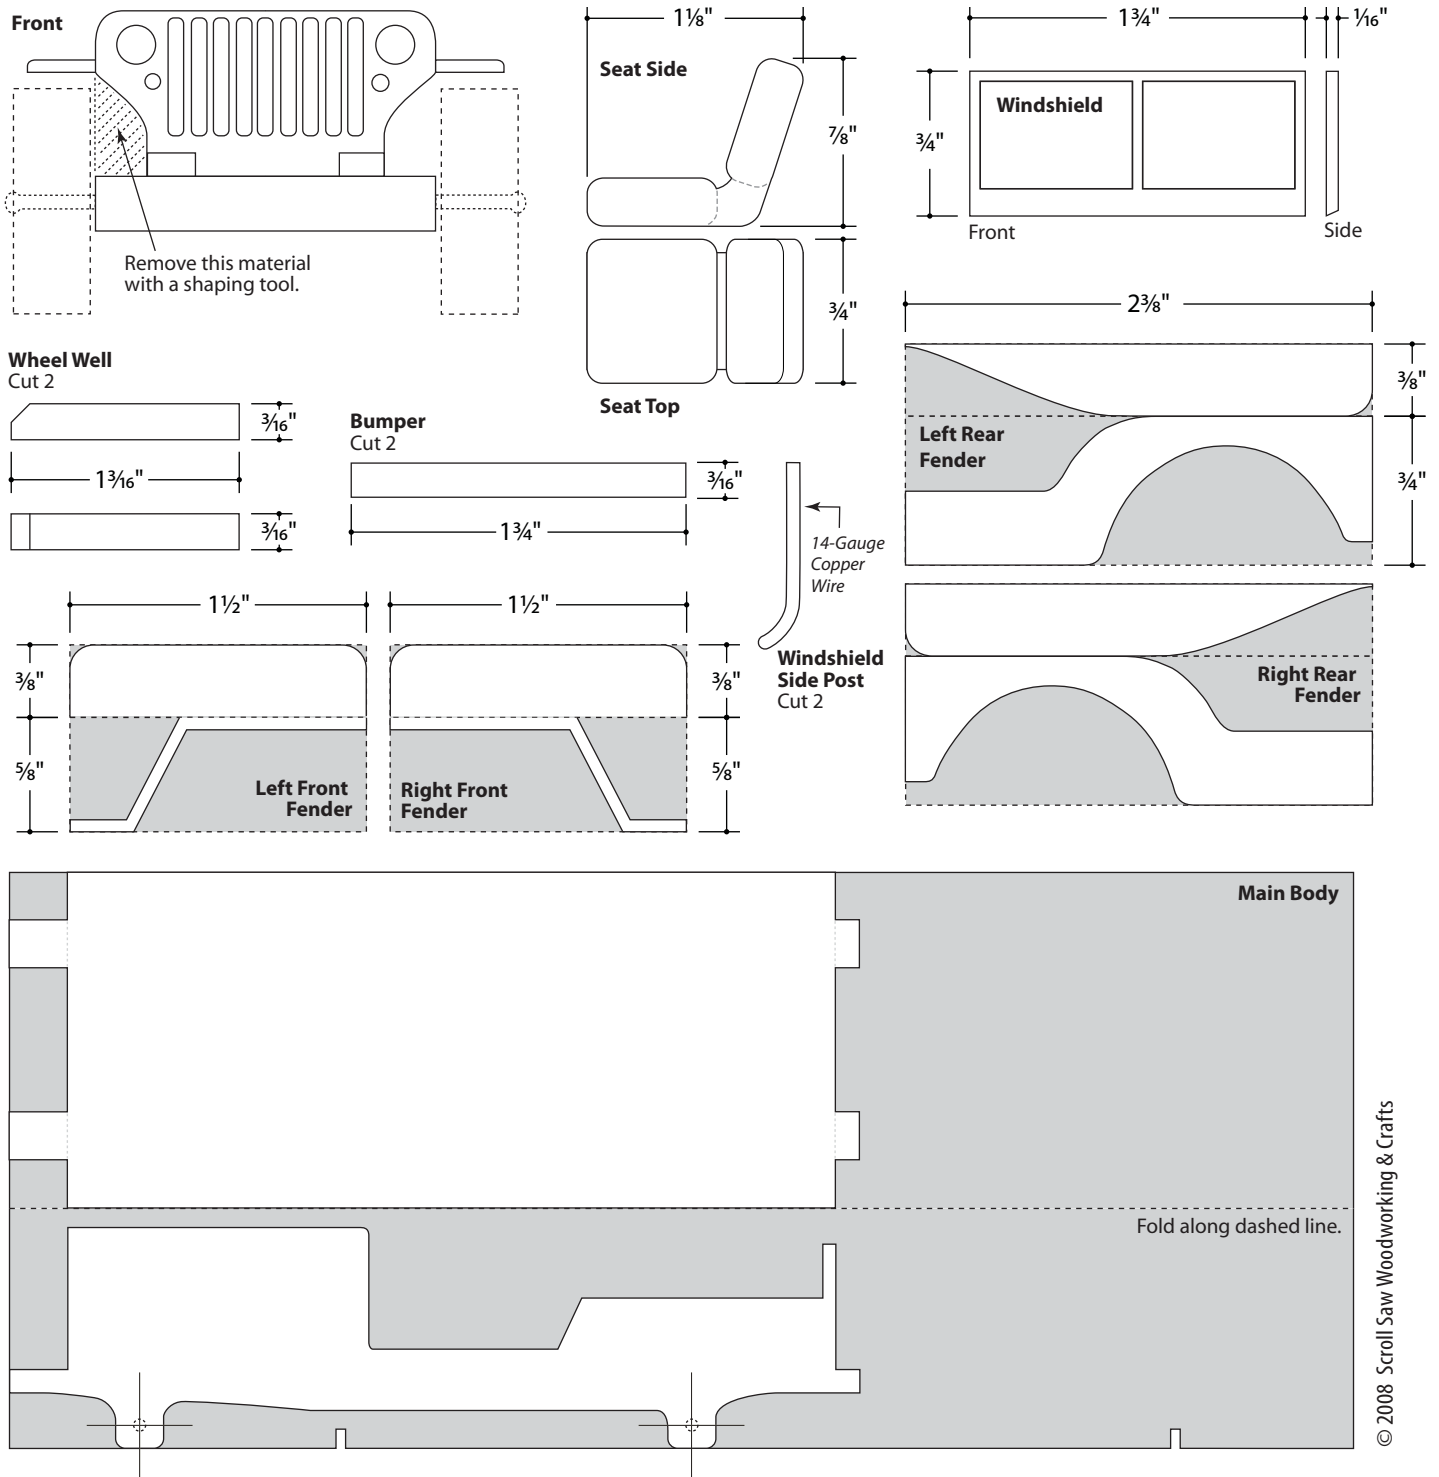 Front
Remove this material
with a shaping tool.
1⅛"
Seat Side
⅞"
¾"
Seat Top
1¾"
1⁄16"
Windshield
¾"
Front
Side
2⅜"
⅜"
Left Rear
Fender
¾"
Right Rear
Fender
Wheel Well
Cut 2
3⁄16"
13⁄16"
3⁄16"
Bumper
Cut 2
3⁄16"
1¾"
14-Gauge
Copper
Wire
Windshield
Side Post
Cut 2
1½"
1½"
⅜"
⅜"
⅝"
⅝"
Left Front
Fender
Right Front
Fender
Main Body
Fold along dashed line.
© 2008 Scroll Saw Woodworking & Crafts